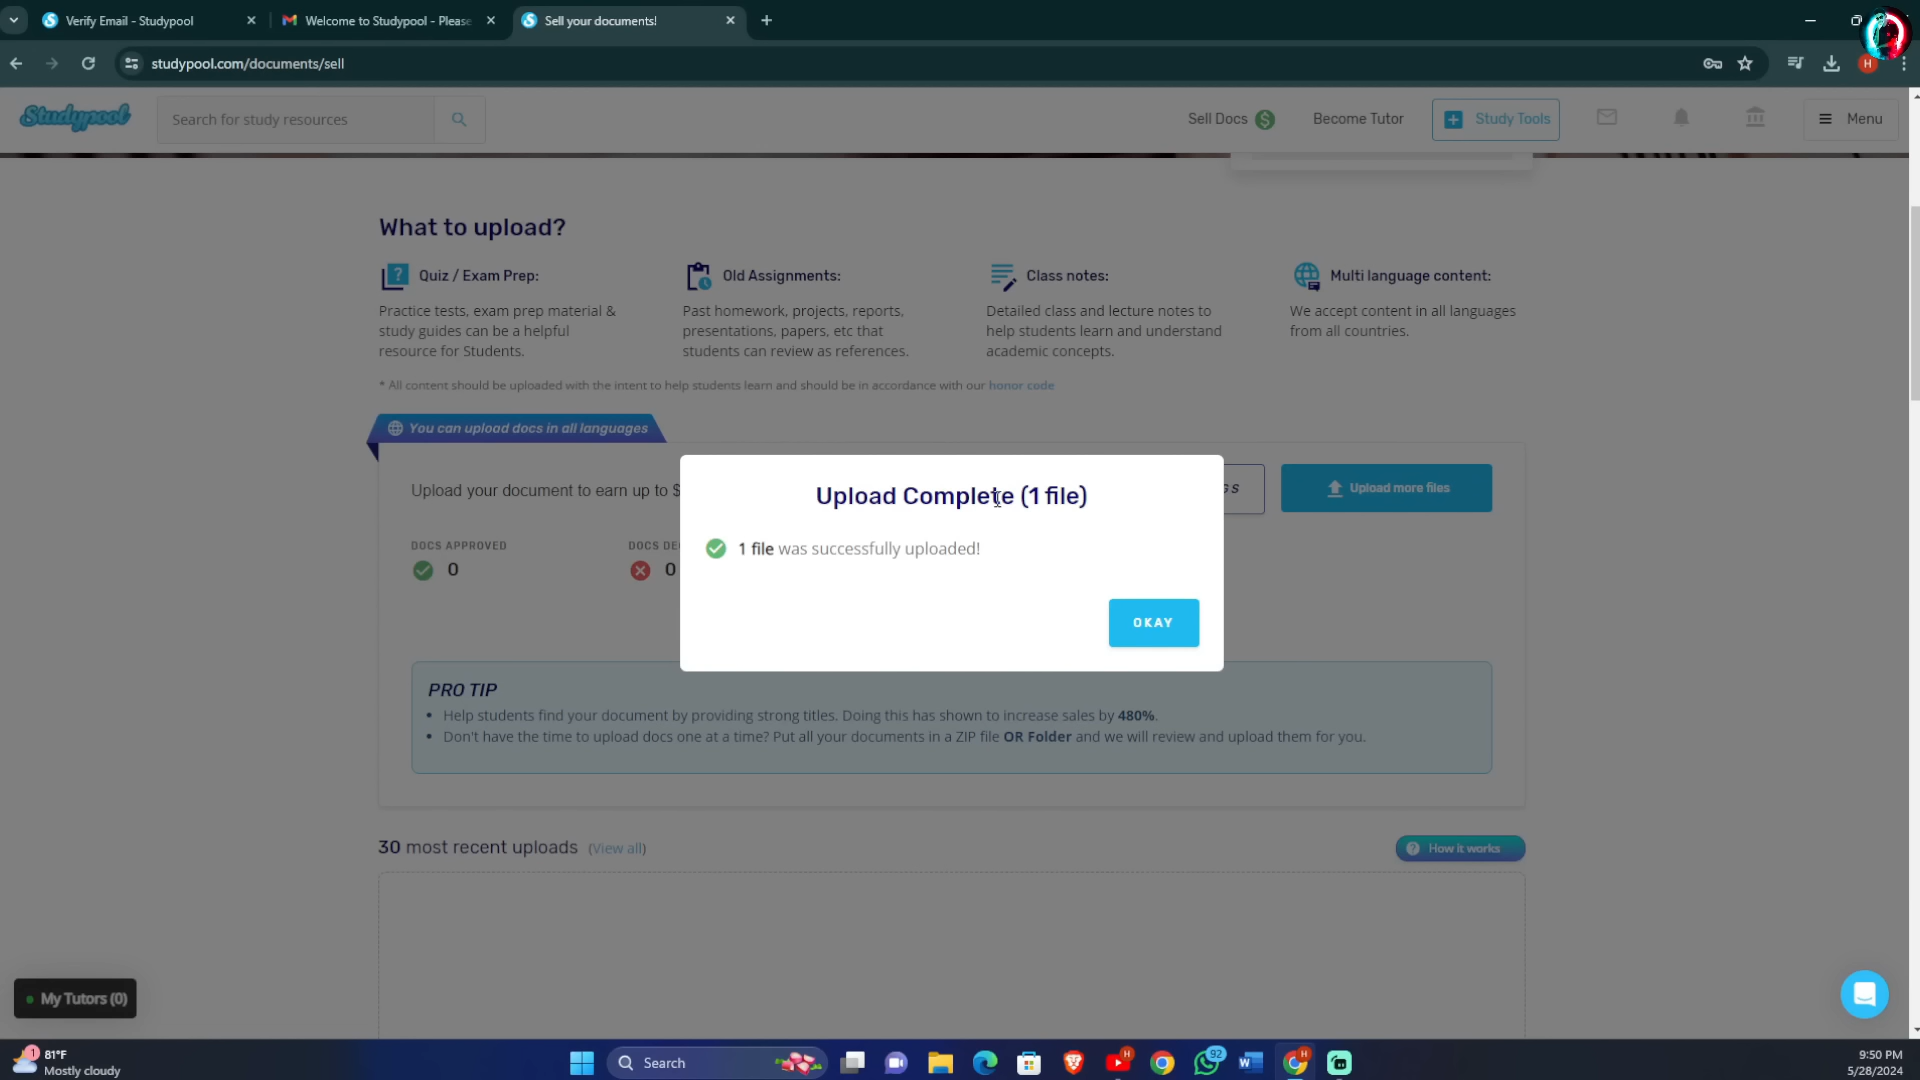 Verify Email - Studypool
Welcome to Studypool - Please
Sell your documents!
studypool.com/documents/sell
H
Studypool
Search for study resources
Sell Docs $
Become Tutor
Study Tools
Menu
What to upload?
Quiz / Exam Prep:
Practice tests, exam prep material &
study guides can be a helpful
resource for Students.
Old Assignments:
Past homework, projects, reports,
presentations, papers, etc that
students can review as references.
Class notes:
Detailed class and lecture notes to
help students learn and understand
academic concepts.
Multi language content:
We accept content in all languages
from all countries.
* All content should be uploaded with the intent to help students learn and should be in accordance with our honor code
You can upload docs in all languages
Upload your document to earn up to $
GS
Upload more files
DOCS APPROVED
0
DOCS DE
0
Upload Complete (1 file)
1 file was successfully uploaded!
OKAY
PRO TIP
• Help students find your document by providing strong titles. Doing this has shown to increase sales by 480%.
• Don't have the time to upload docs one at a time? Put all your documents in a ZIP file OR Folder and we will review and upload them for you.
30 most recent uploads (View all)
How it works
My Tutors (0)
1
81°F
Mostly cloudy
Search
H
92
H
9:50 PM
5/28/2024